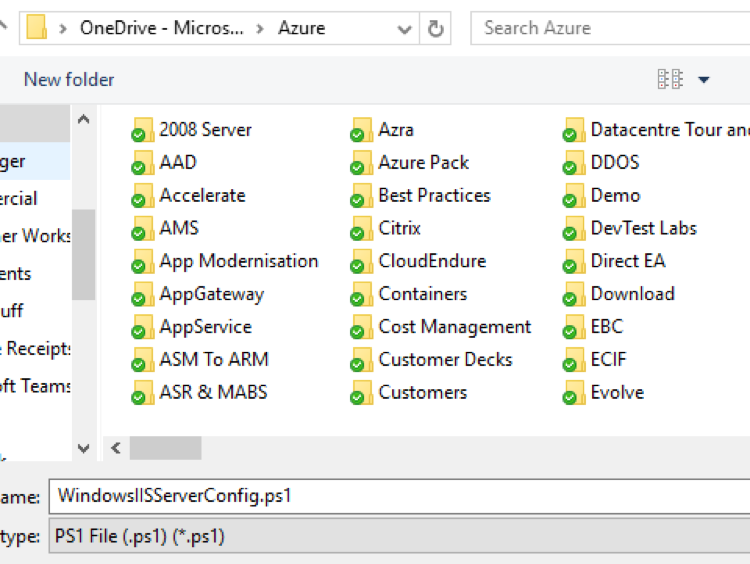 OneDrive - Micros... > Azure
Search Azure
New folder
ger
ercial
er Works
ents
uff
Receipts
oft Teams
2008 Server
AAD
Accelerate
AMS
App Modernisation
AppGateway
AppService
ASM To ARM
ASR & MABS
Azra
Azure Pack
Best Practices
Citrix
CloudEndure
Containers
Cost Management
Customer Decks
Customers
Datacentre Tour and
DDOS
Demo
DevTest Labs
Direct EA
Download
EBC
ECIF
Evolve
ame: WindowsIISServerConfig.ps1
type: PS1 File (.ps1) (*.ps1)